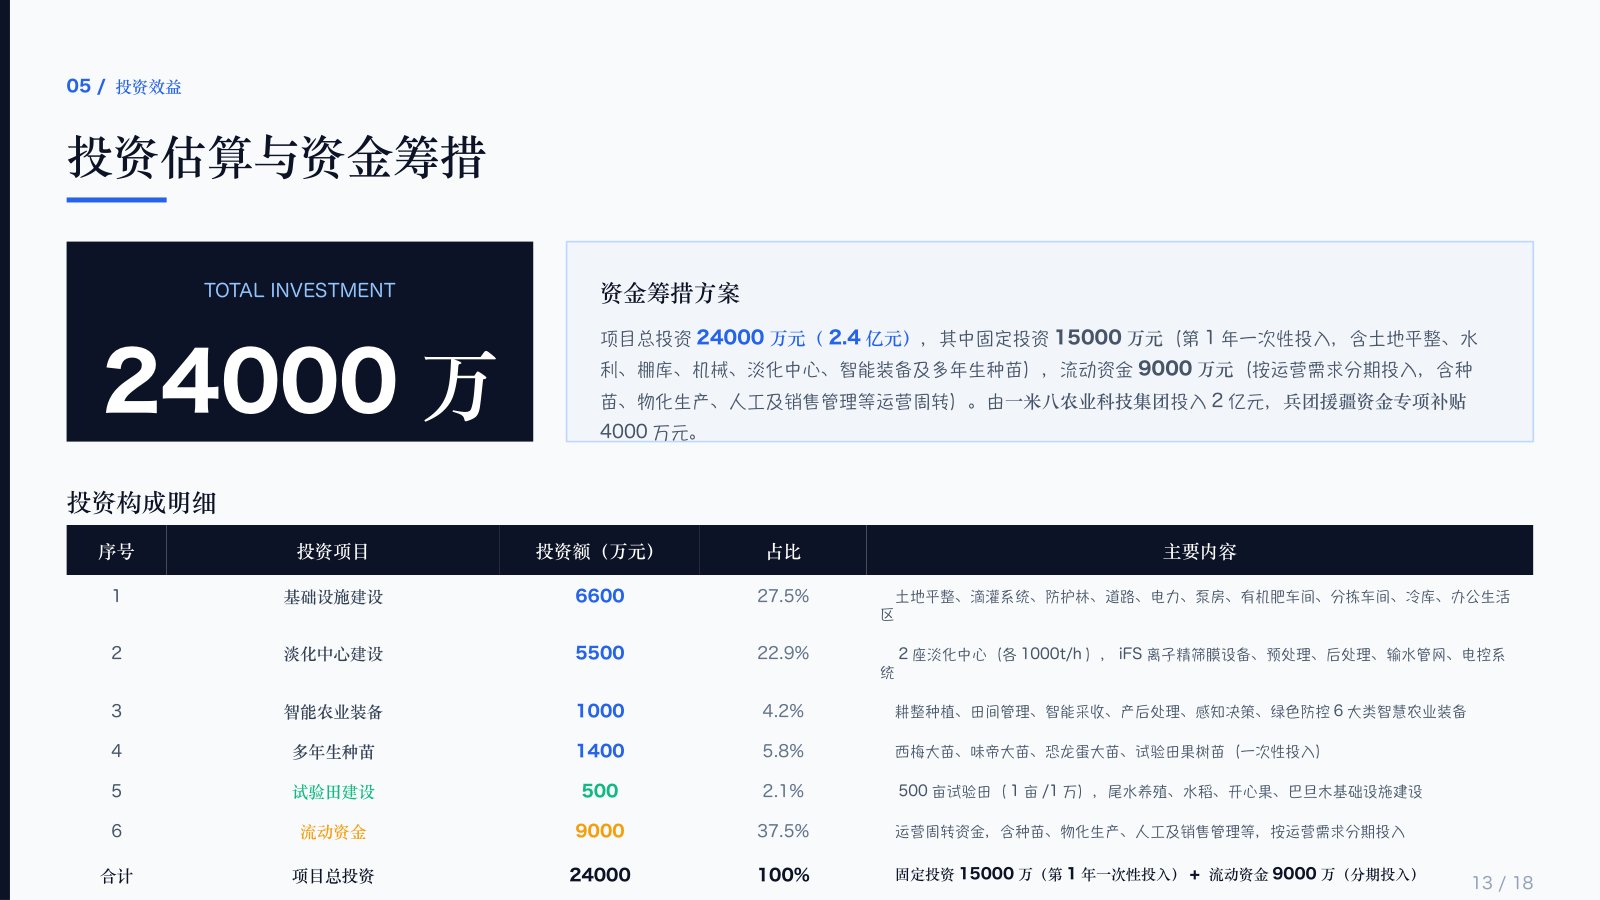 05 / 投资效益
投资估算与资金筹措
TOTAL INVESTMENT
24000 万
资金筹措方案
项目总投资 24000 万元（ 2.4 亿元），其中固定投资 15000 万元（第 1 年一次性投入，含土地平整、水
利、棚库、机械、淡化中心、智能装备及多年生种苗），流动资金 9000 万元（按运营需求分期投入，含种
苗、物化生产、人工及销售管理等运营周转）。由一米八农业科技集团投入 2 亿元，兵团援疆资金专项补贴
4000 万元。
投资构成明细
序号 投资项目 投资额（万元） 占比 主要内容
1 基础设施建设 6600 27.5% 土地平整、滴灌系统、防护林、道路、电力、泵房、有机肥车间、分拣车间、冷库、办公生活
区
2 淡化中心建设 5500 22.9% 2 座淡化中心（各 1000t/h ）， iFS 离子精筛膜设备、预处理、后处理、输水管网、电控系
统
3 智能农业装备 1000 4.2% 耕整种植、田间管理、智能采收、产后处理、感知决策、绿色防控 6 大类智慧农业装备
4 多年生种苗 1400 5.8% 西梅大苗、味帝大苗、恐龙蛋大苗、试验田果树苗（一次性投入）
5 试验田建设 500 2.1% 500 亩试验田（ 1 亩 /1 万），尾水养殖、水稻、开心果、巴旦木基础设施建设
6 流动资金 9000 37.5% 运营周转资金，含种苗、物化生产、人工及销售管理等，按运营需求分期投入
合计 项目总投资 24000 100% 固定投资 15000 万（第 1 年一次性投入） + 流动资金 9000 万（分期投入）
13 / 18